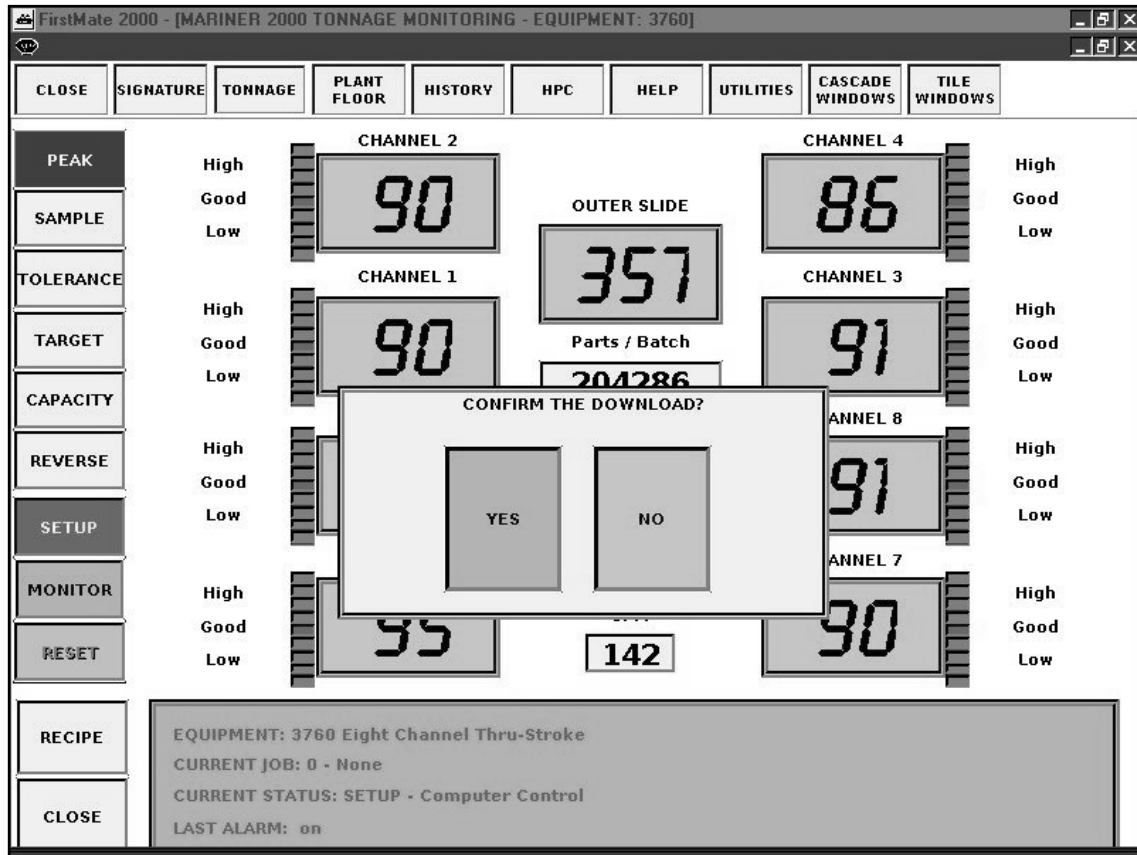 FirstMate 2000 - [MARINER 2000 TONNAGE MONITORING - EQUIPMENT: 3760]
CLOSE
SIGNATURE
TONNAGE
PLANT
FLOOR
HISTORY
HPC
HELP
UTILITIES
CASCADE
WINDOWS
TILE
WINDOWS
PEAK
SAMPLE
TOLERANCE
TARGET
CAPACITY
REVERSE
SETUP
MONITOR
RESET
RECIPE
CLOSE
CHANNEL 2
High
Good
Low
90
CHANNEL 1
High
Good
Low
90
High
Good
Low
High
Good
Low
95
OUTER SLIDE
357
Parts / Batch
204286
142
CHANNEL 4
86
High
Good
Low
CHANNEL 3
91
High
Good
Low
ANNEL 8
91
High
Good
Low
ANNEL 7
90
High
Good
Low
CONFIRM THE DOWNLOAD?
YES
NO
EQUIPMENT: 3760 Eight Channel Thru-Stroke
CURRENT JOB: 0 - None
CURRENT STATUS: SETUP - Computer Control
LAST ALARM: on